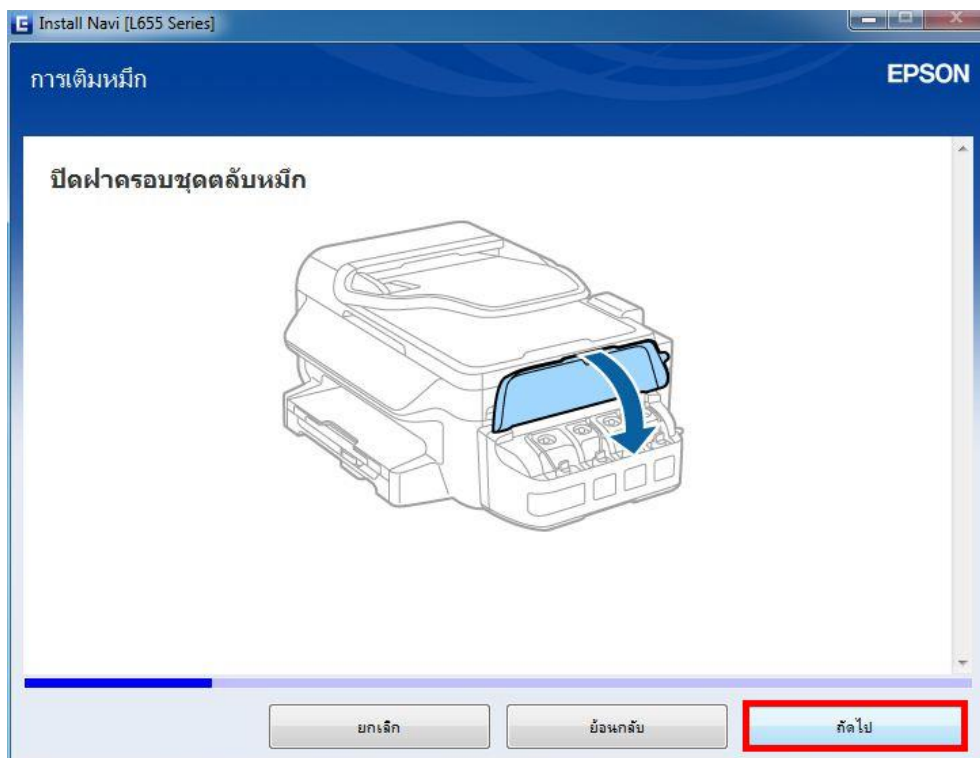 Install Navi [L655 Series]
การเติมหมึก
EPSON
ปิดฝาครอบชุดตลับหมึก
ยกเลิก
ย้อนกลับ
ถัดไป